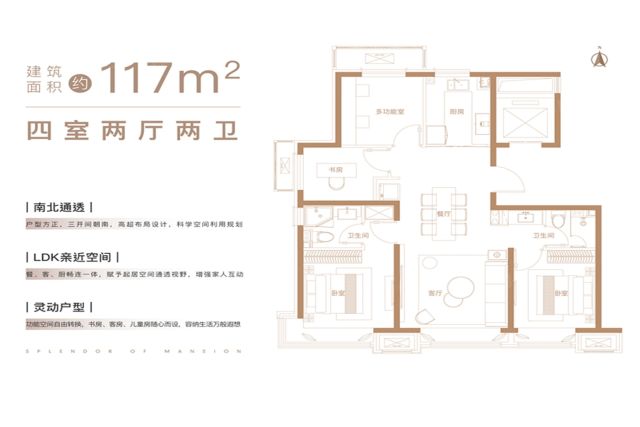 建筑
面积
约
117m²
四室两厅两卫
南北通透
户型方正，三开间朝南，高超布局设计，科学空间利用规划
LDK亲近空间
餐、客、厨畅连一体，赋予起居空间通透视野，增强家人互动
灵动户型
功能空间自由转换，书房、客房、儿童房随心而设，容纳生活万般遐想
SPLENDOR OF MANSION
N
多功能室
厨房
书房
餐厅
卫生间
卫生间
卧室
客厅
卧室